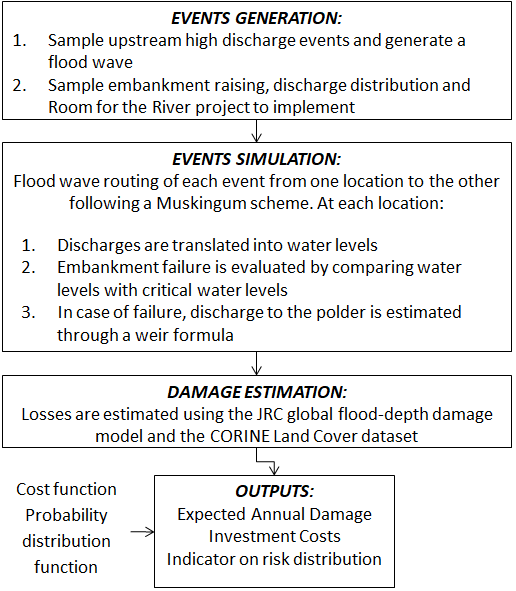 EVENTS GENERATION:
1. Sample upstream high discharge events and generate a
flood wave
2. Sample embankment raising, discharge distribution and
Room for the River project to implement
EVENTS SIMULATION:
Flood wave routing of each event from one location to the other
following a Muskingum scheme. At each location:
1. Discharges are translated into water levels
2. Embankment failure is evaluated by comparing water
levels with critical water levels
3. In case of failure, discharge to the polder is estimated
through a weir formula
DAMAGE ESTIMATION:
Losses are estimated using the JRC global flood-depth damage
model and the CORINE Land Cover dataset
Cost function
Probability
distribution
function
OUTPUTS:
Expected Annual Damage
Investment Costs
Indicator on risk distribution